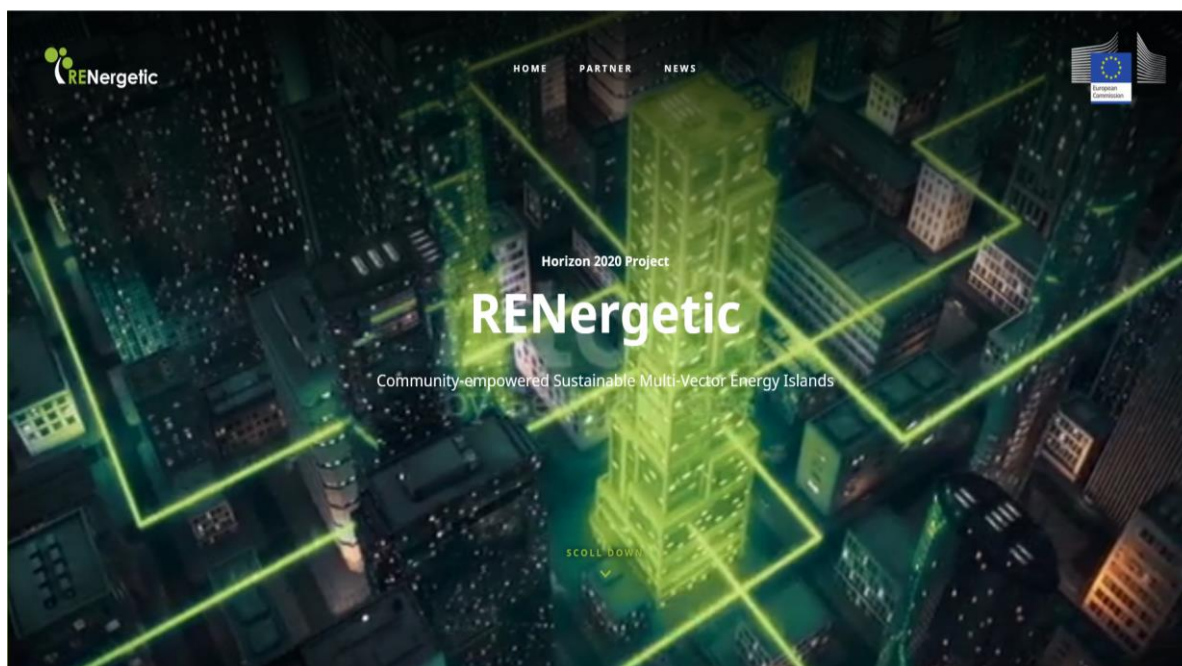 RENergetic
HOME PARTNER NEWS
European
Commission
Horizon 2020 Project
RENergetic
Community-empowered Sustainable Multi-Vector Energy Islands
SCOLL DOWN